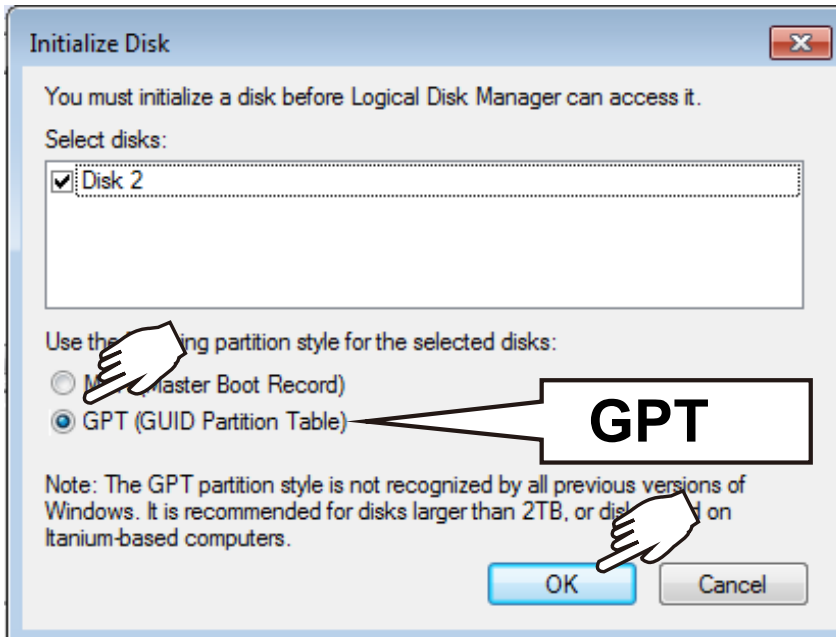 Initialize Disk
You must initialize a disk before Logical Disk Manager can access it.
Select disks:
Disk 2
Use the ing partition style for the selected disks:
M (Master Boot Record)
GPT (GUID Partition Table)
GPT
Note: The GPT partition style is not recognized by all previous versions of
Windows. It is recommended for disks larger than 2TB, or on
Itanium-based computers.
OK
Cancel